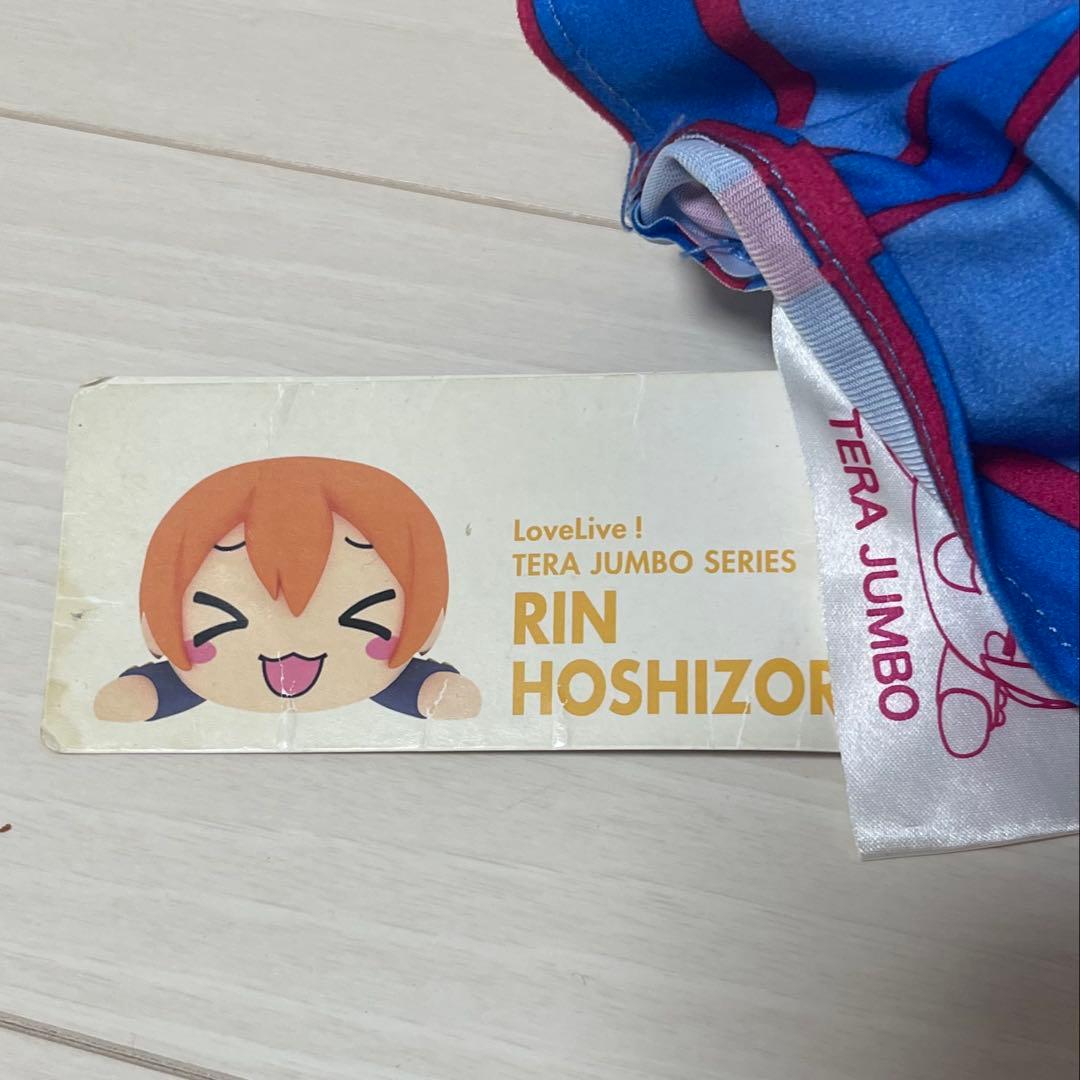 LoveLive!
TERA JUMBO SERIES
RIN
HOSHIZOR
TERA JUMBO